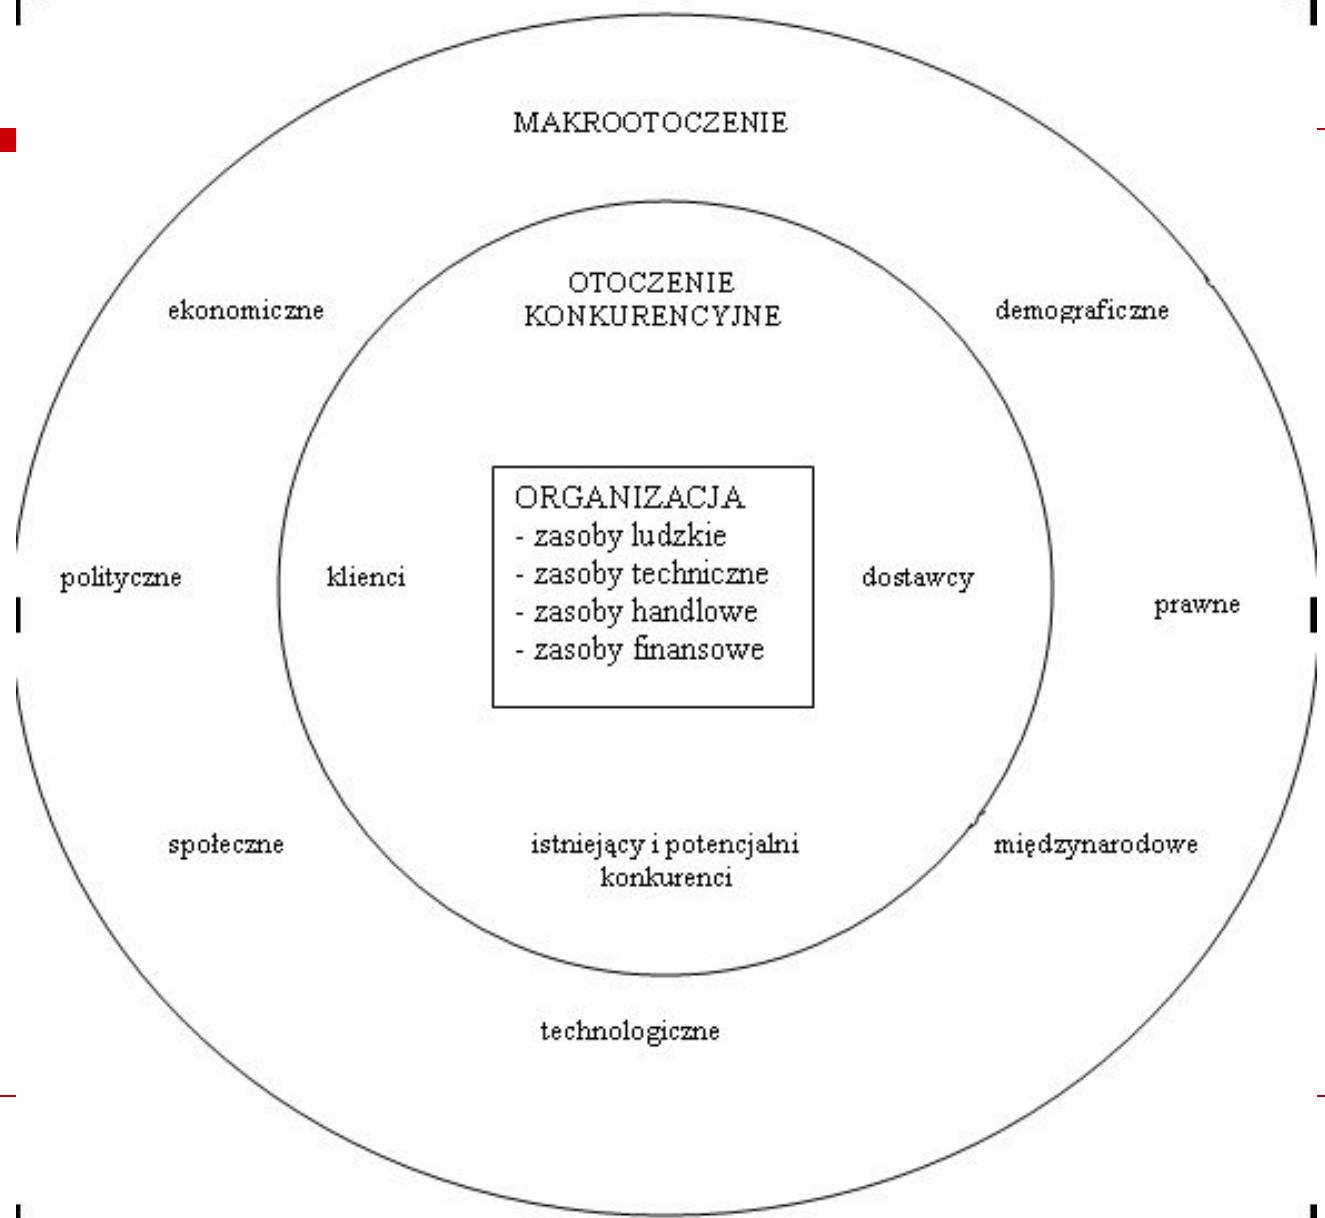 MAKROOTOCZENIE
OTOCZENIE
KONKURENCYJNE
ekonomiczne
demograficzne
ORGANIZACJA
- zasoby ludzkie
- zasoby techniczne
- zasoby handlowe
- zasoby finansowe
polityczne
klienci
dostawcy
prawne
społeczne
istniejący i potencjalni
konkurenci
międzynarodowe
technologiczne